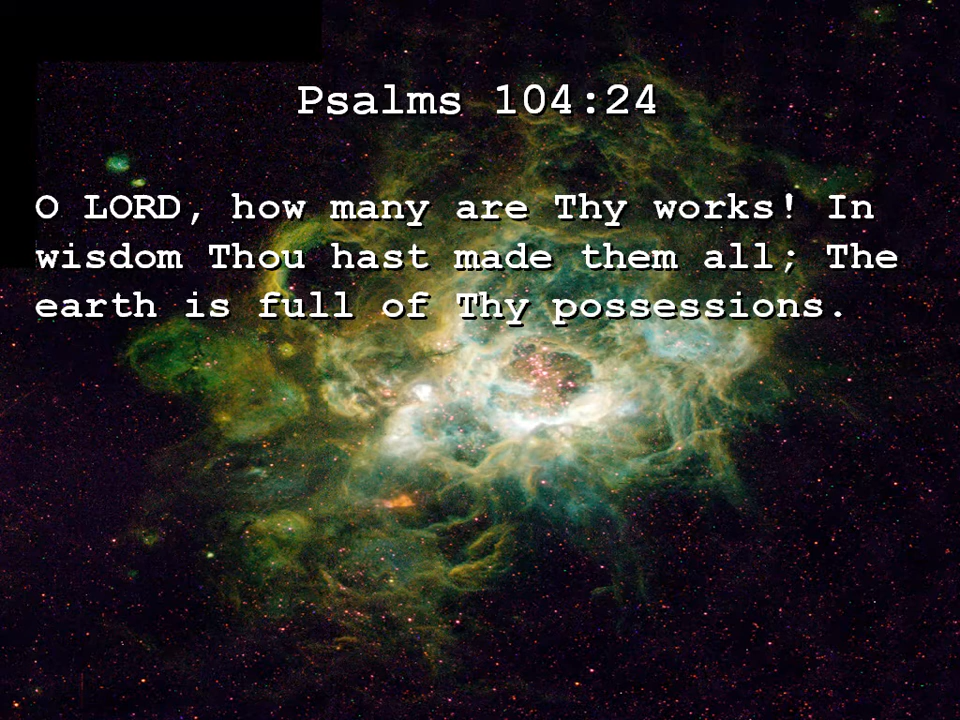 Psalms 104:24
O LORD, how many are Thy works! In
wisdom Thou hast made them all; The
earth is full of Thy possessions.